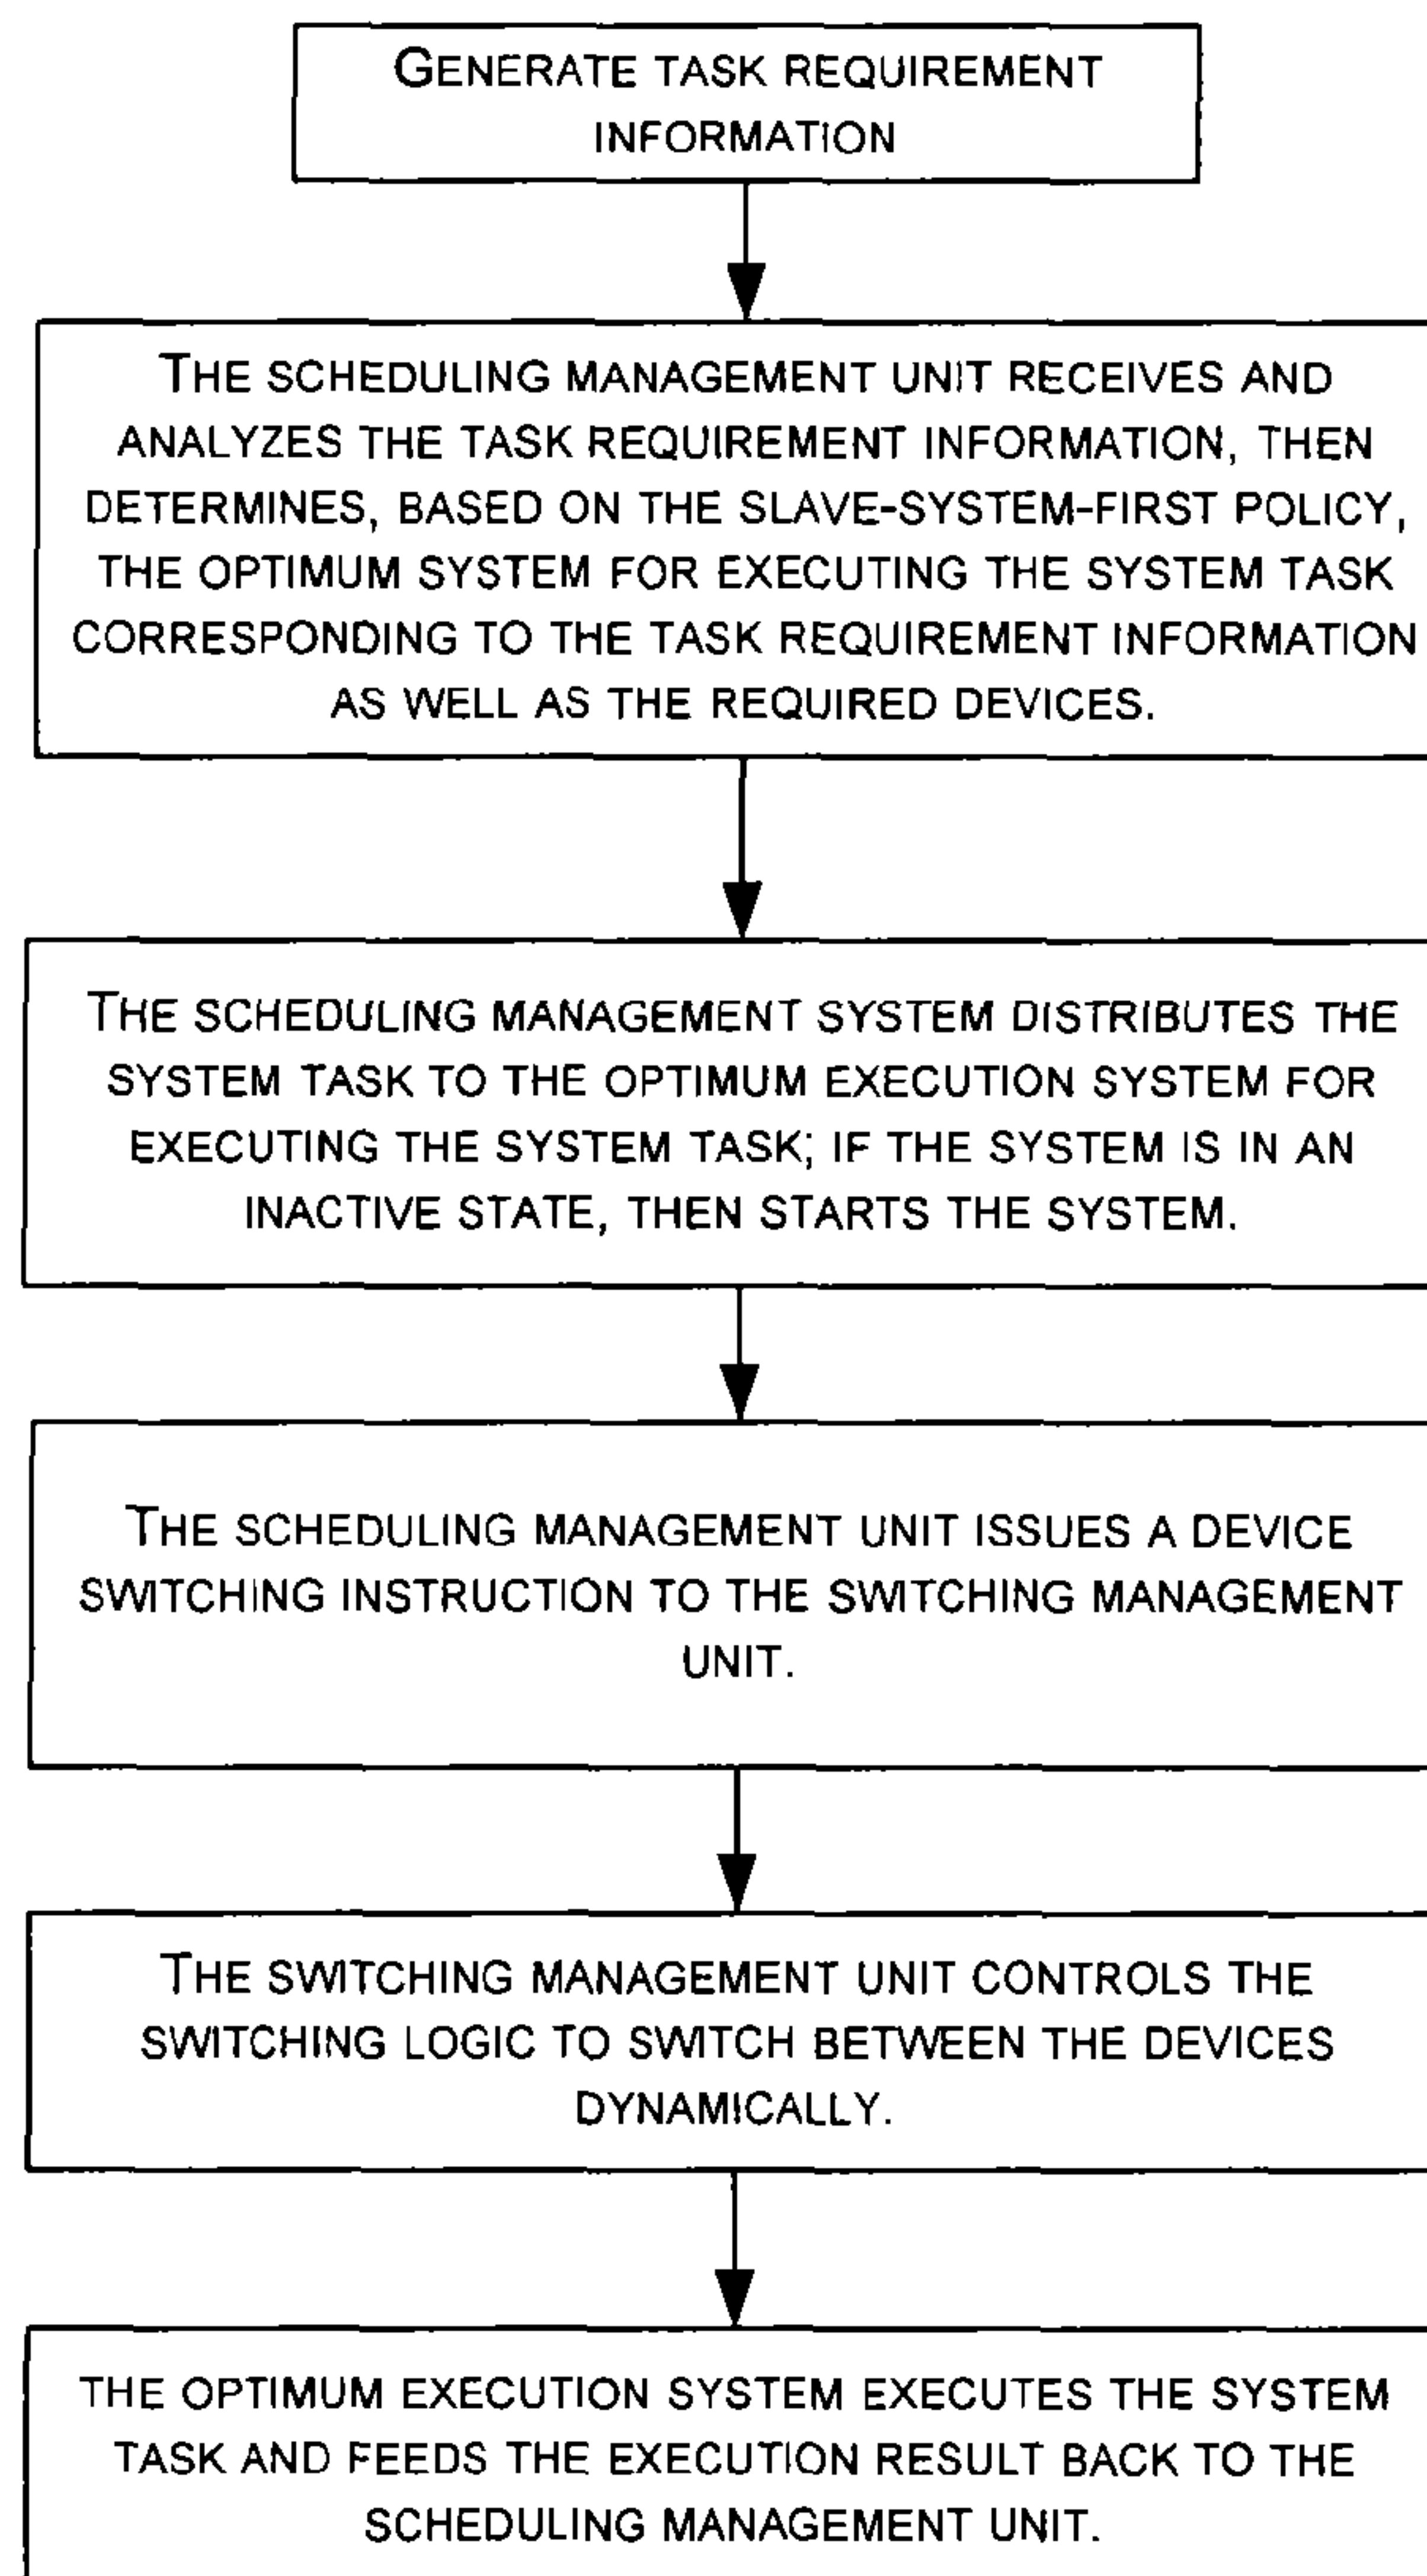 GENERATE TASK REQUIREMENT
INFORMATION
THE SCHEDULING MANAGEMENT UNIT RECEIVES AND
ANALYZES THE TASK REQUIREMENT INFORMATION, THEN
DETERMINES, BASED ON THE SLAVE-SYSTEM-FIRST POLICY,
THE OPTIMUM SYSTEM FOR EXECUTING THE SYSTEM TASK
CORRESPONDING TO THE TASK REQUIREMENT INFORMATION
AS WELL AS THE REQUIRED DEVICES.
THE SCHEDULING MANAGEMENT SYSTEM DISTRIBUTES THE
SYSTEM TASK TO THE OPTIMUM EXECUTION SYSTEM FOR
EXECUTING THE SYSTEM TASK; IF THE SYSTEM IS IN AN
INACTIVE STATE, THEN STARTS THE SYSTEM.
THE SCHEDULING MANAGEMENT UNIT ISSUES A DEVICE
SWITCHING INSTRUCTION TO THE SWITCHING MANAGEMENT
UNIT.
THE SWITCHING MANAGEMENT UNIT CONTROLS THE
SWITCHING LOGIC TO SWITCH BETWEEN THE DEVICES
DYNAMICALLY.
THE OPTIMUM EXECUTION SYSTEM EXECUTES THE SYSTEM
TASK AND FEEDS THE EXECUTION RESULT BACK TO THE
SCHEDULING MANAGEMENT UNIT.